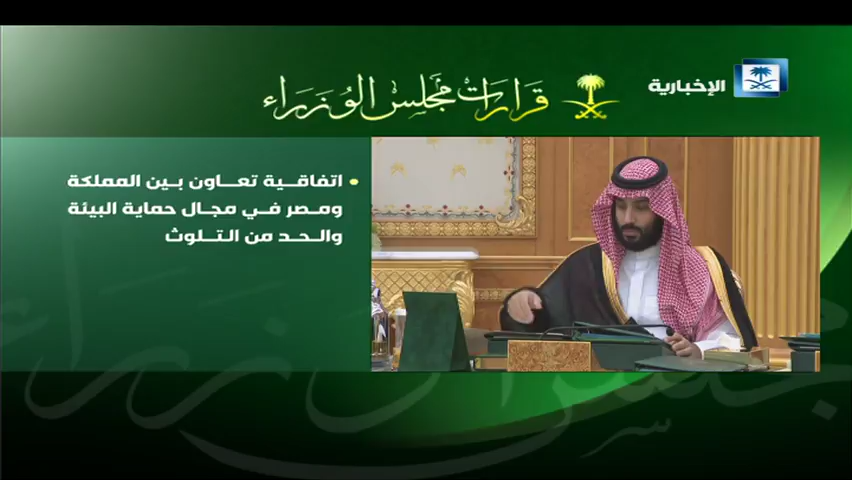 الإخبارية
قرارات مجلس الوزراء
• اتفاقية تعاون بين المملكة
ومصر في مجال حماية البيئة
والحد من التلوث